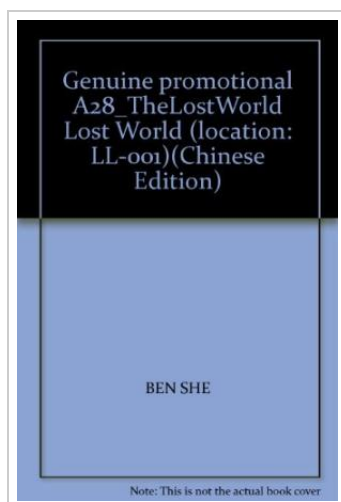 Genuine promotional
A28_TheLostWorld
Lost World (location:
LL-001)(Chinese
Edition)
BEN SHE
Note: This is not the actual book cover